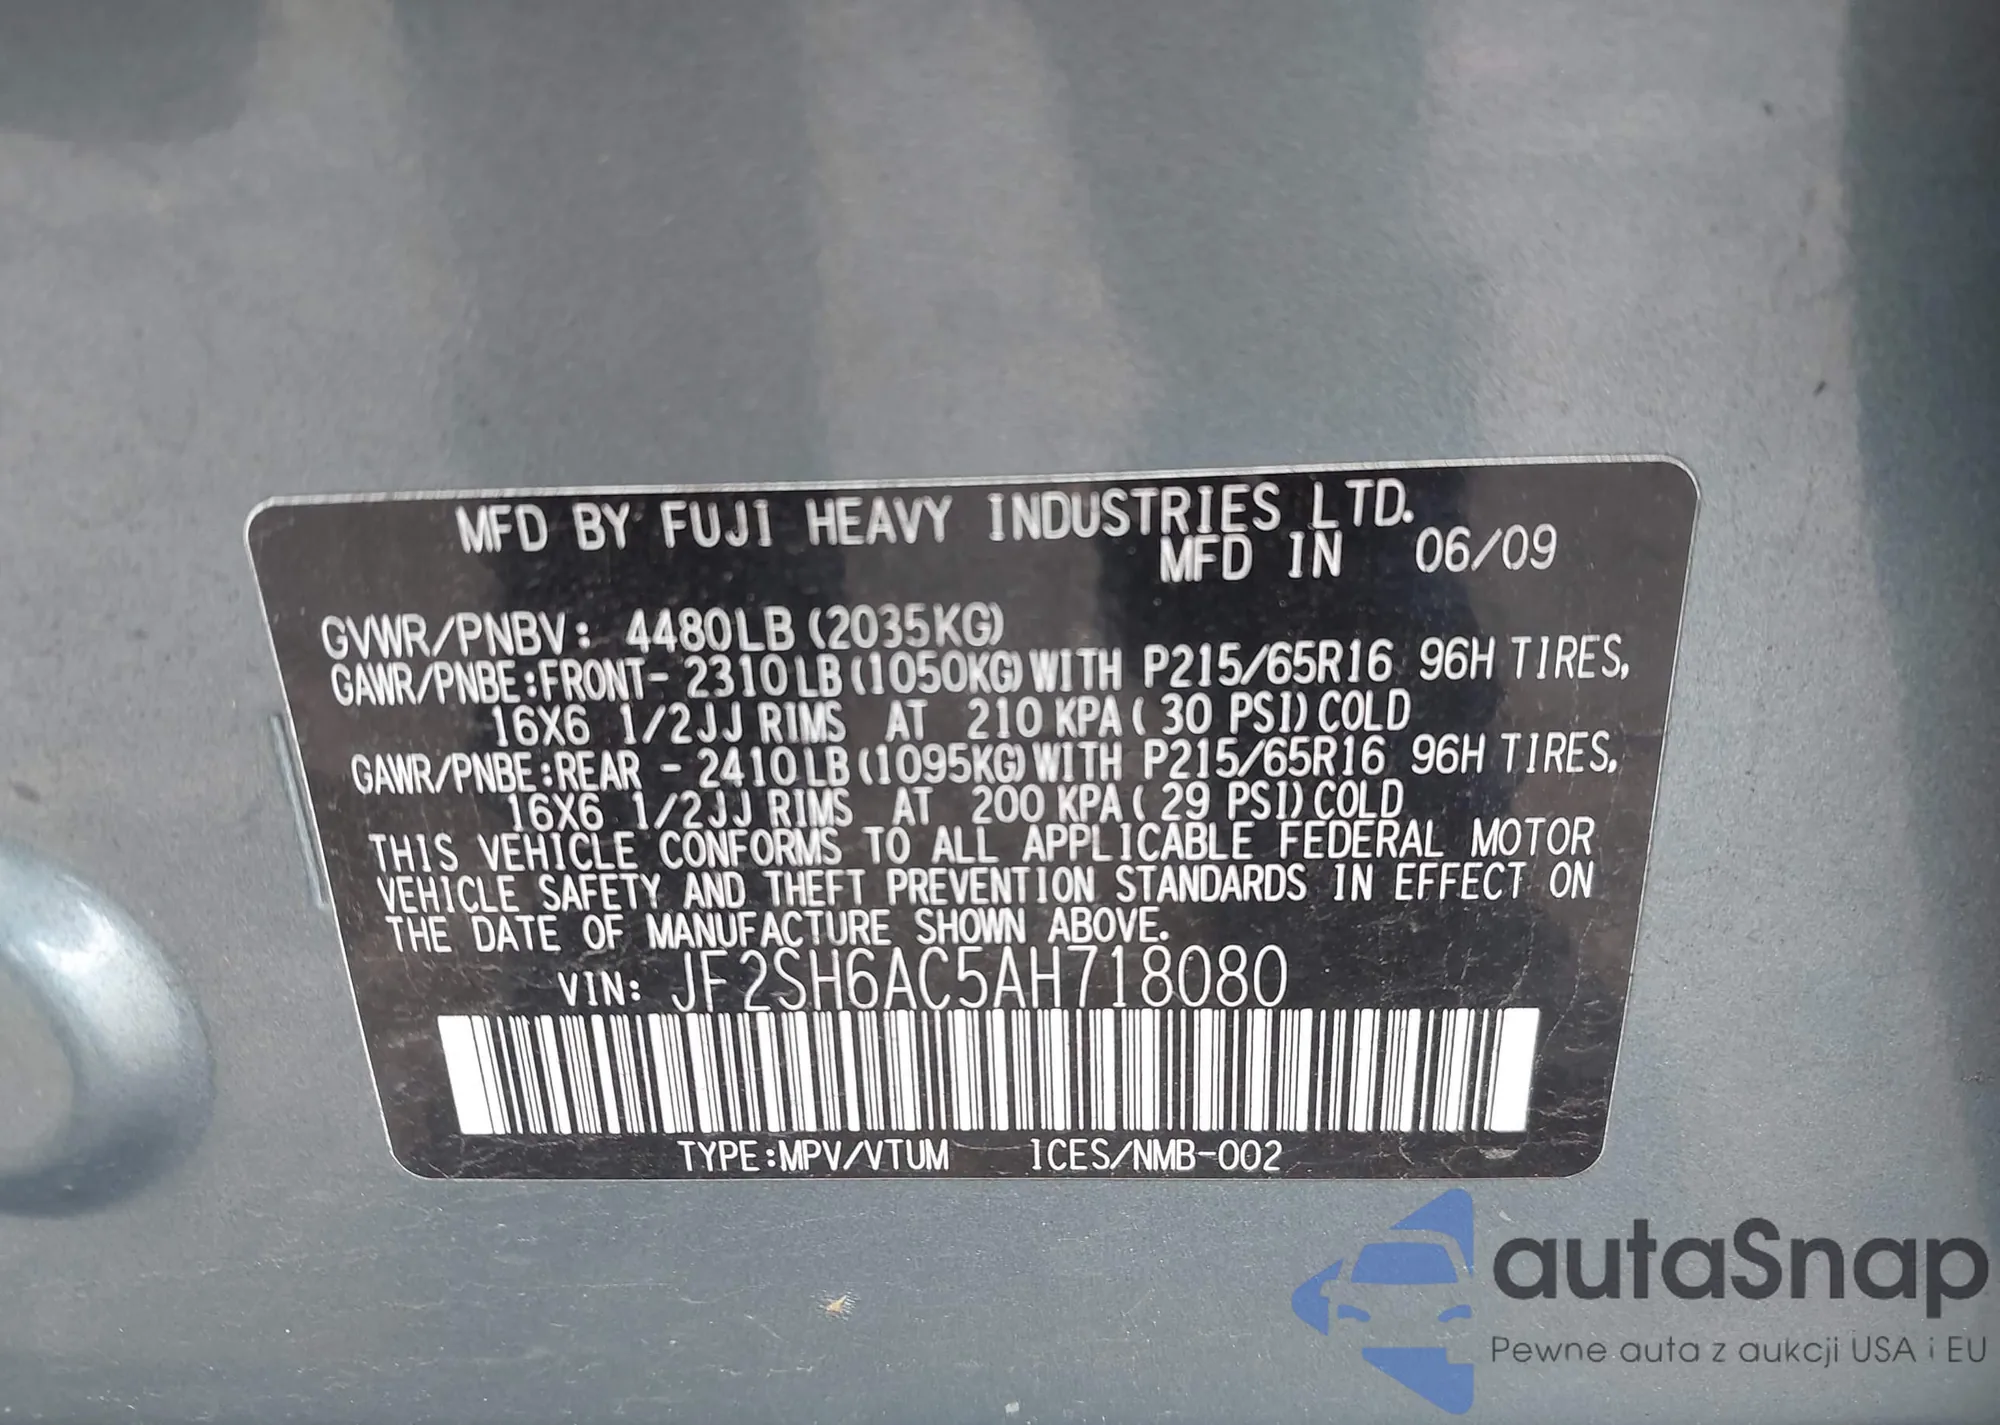 MFD BY FUJI HEAVY INDUSTRIES LTD.
MFD IN 06/09
GVWR/PNBV: 4480LB (2035KG)
GAWR/PNBE:FRONT- 2310LB (1050KG) WITH P215/65R16 96H TIRES,
16X6 1/2JJ RIMS AT 210 KPA( 30 PSI) COLD
GAWR/PNBE:REAR - 2410LB (1095KG) WITH P215/65R16 96H TIRES,
16X6 1/2JJ RIMS AT 200 KPA( 29 PSI) COLD
THIS VEHICLE CONFORMS TO ALL APPLICABLE FEDERAL MOTOR
VEHICLE SAFETY AND THEFT PREVENTION STANDARDS IN EFFECT ON
THE DATE OF MANUFACTURE SHOWN ABOVE.
VIN: JF2SH6AC5AH718080
TYPE:MPV/VTUM ICES/NMB-002
autaSnap
Pewne auta z aukcji USA i EU